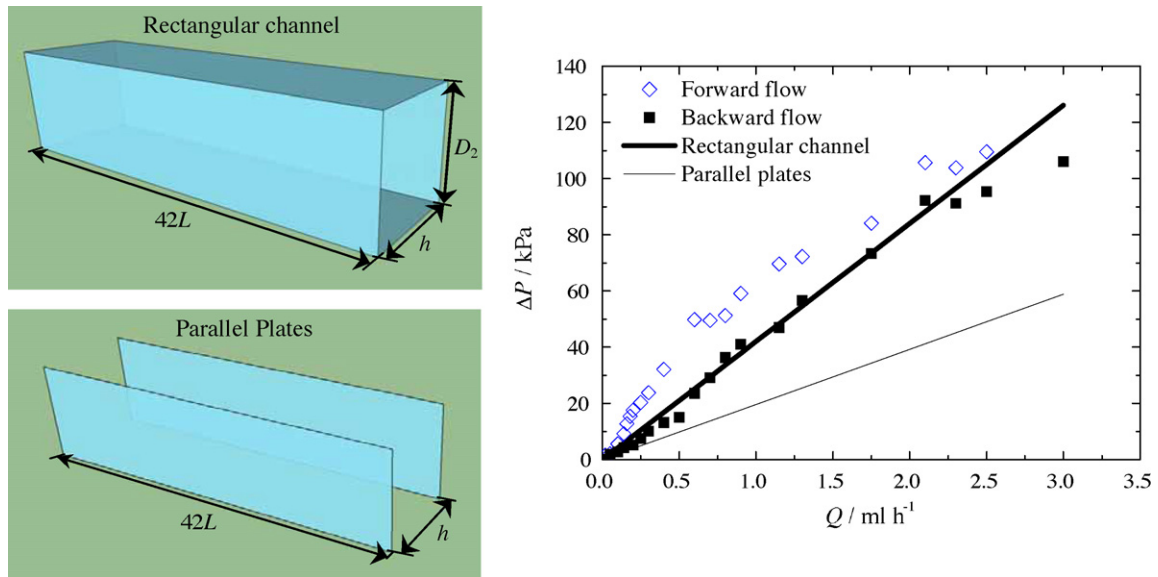 Rectangular channel
D₂
42L
h
Parallel Plates
42L
h
140
120
100
80
60
40
20
0
ΔP / kPa
Forward flow
Backward flow
Rectangular channel
Parallel plates
0.0 0.5 1.0 1.5 2.0 2.5 3.0 3.5
Q / ml h⁻¹